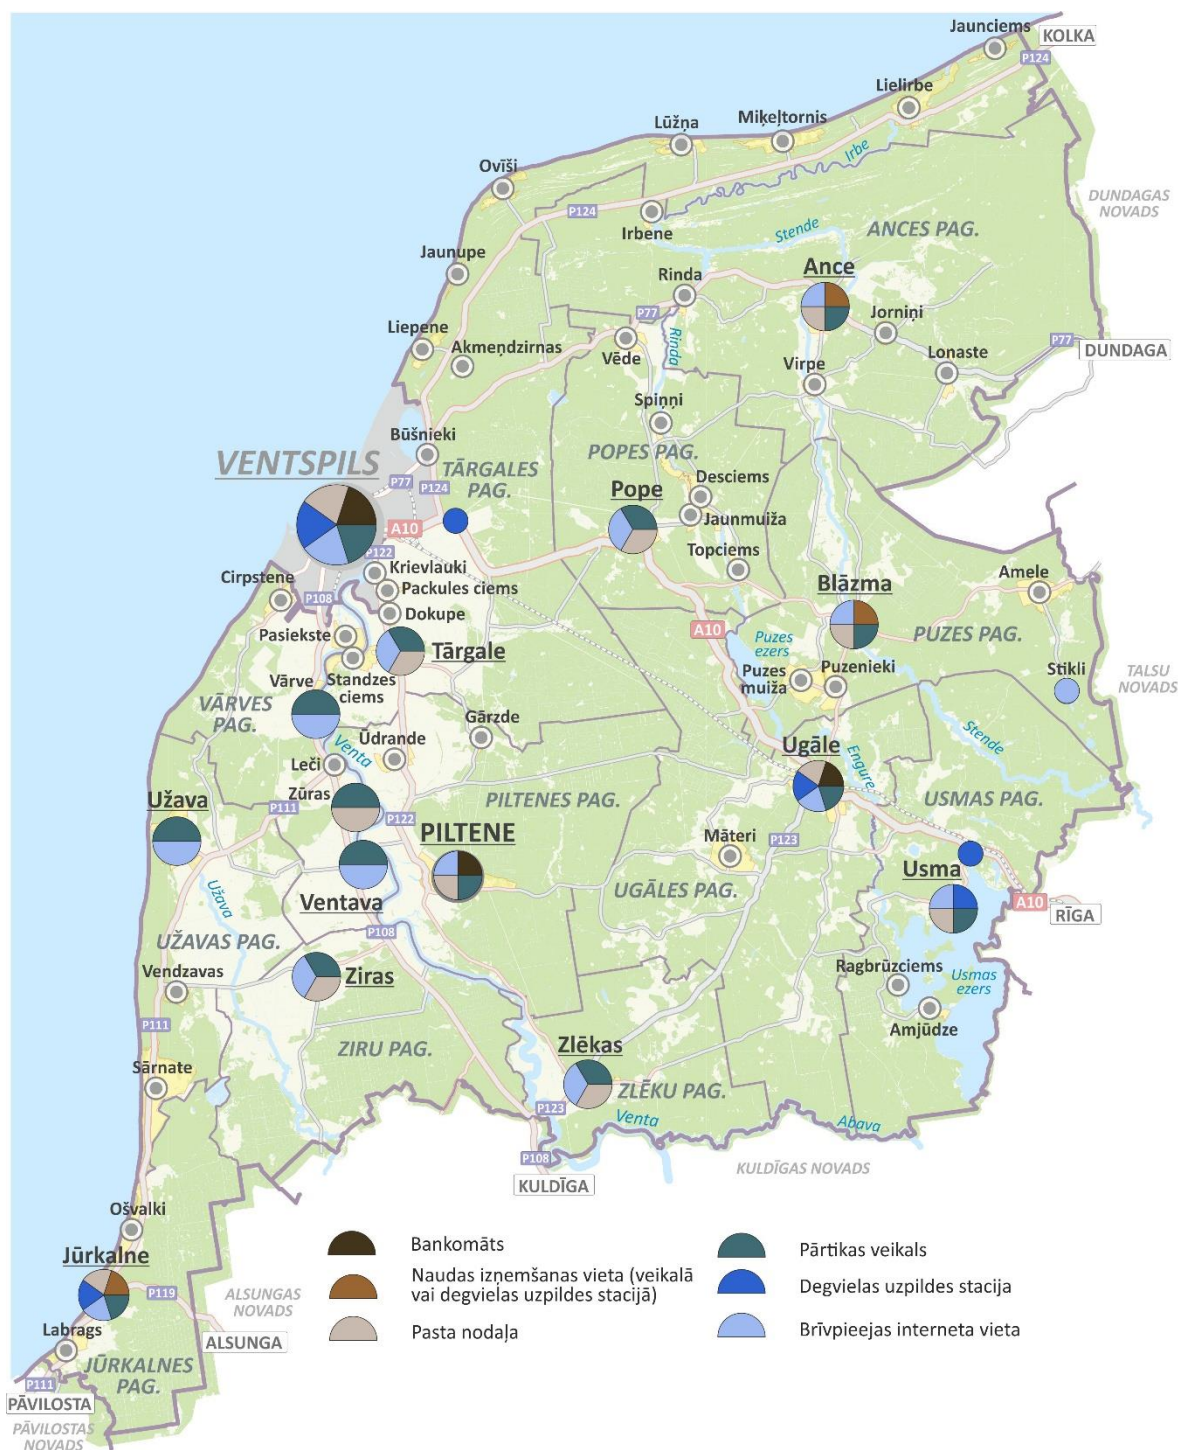 Jaunciems
KOLKA
P124
Lielirbe
Miķeļtornis
Lūžņa
Irbe
Ovīši
DUNDAGAS
NOVADS
P124
Irbene
Stende
ANCES PAG.
Jaunupe
Rinda
Ance
P77
Jorniņi
Liepene
Akmeņdzirnas
Vēde
Rinda
P77
DUNDAGA
Lonaste
Virpe
Spiņņi
Būšnieki
POPES PAG.
VENTSPILS
TĀRGALES
PAG.
P77
P124
Desciems
Pope
Jaunmuiža
A10
P122
Topciems
Krievlauki
Cirpstene
Packules ciems
Blāzma
Amele
P108
Dokupe
Pasiekste
A10
Puzes
ezers
PUZES PAG.
Tārgale
Puzes
muiža
Puzenieki
Stikli
TALSU
NOVADS
Standzes
ciems
Vārve
VĀRVES
PAG.
Gārzde
Stende
Venta
Ūdrande
Ugāle
Engure
Leči
Zūras
P111
PILTENES PAG.
USMAS PAG.
Užava
P122
PILTENE
Māteri
P123
Usma
UGĀLES PAG.
Užava
Ventava
A10
RĪGA
P108
UŽAVAS PAG.
Ziras
Vendzavas
Ragbrūzciems
Usmas
ezers
Amjūdze
P111
ZIRU PAG.
Zlēkas
Sārnate
ZLĒKU PAG.
P123
Venta
Abava
P108
KULDĪGAS NOVADS
KULDĪGA
Ošvalki
Jūrkalne
P119
ALSUNGAS
NOVADS
ALSUNGA
Labrags
JŪRKALNES
PAG.
P111
PĀVILOSTA
PĀVILOSTAS
NOVADS
Bankomāts
Naudas izņemšanas vieta (veikalā
vai degvielas uzpildes stacijā)
Pasta nodaļa
Pārtikas veikals
Degvielas uzpildes stacija
Brīvpieejas interneta vieta